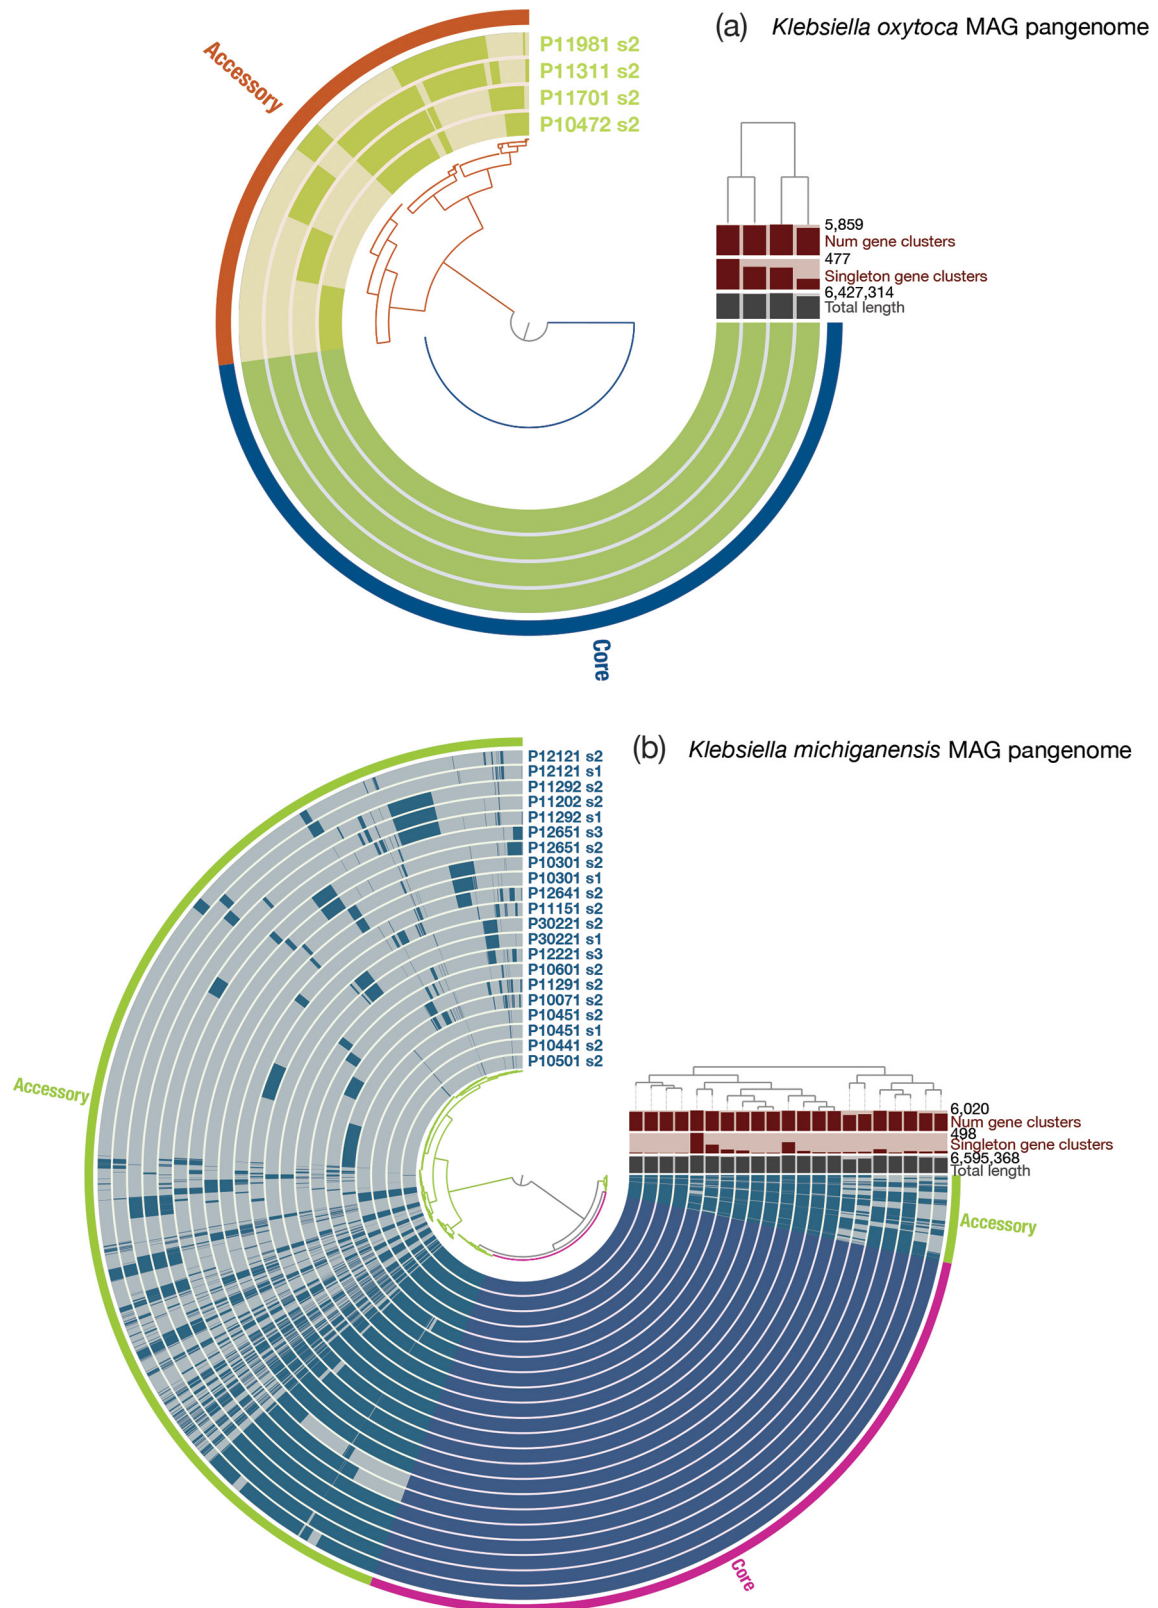 (a) Klebsiella oxytoca MAG pangenome
Accessory
P11981 s2
P11311 s2
P11701 s2
P10472 s2
5,859
Num gene clusters
477
Singleton gene clusters
6,427,314
Total length
Core
(b) Klebsiella michiganensis MAG pangenome
P12121 s2
P12121 s1
P11292 s2
P11202 s2
P11292 s1
P12651 s3
P12651 s2
P10301 s2
P10301 s1
P12641 s2
P11151 s2
P30221 s2
P30221 s1
P12221 s3
P10601 s2
P11291 s2
P10071 s2
P10451 s2
P10451 s1
P10441 s2
P10501 s2
Accessory
6,020
Num gene clusters
498
Singleton gene clusters
6,595,368
Total length
Accessory
Core